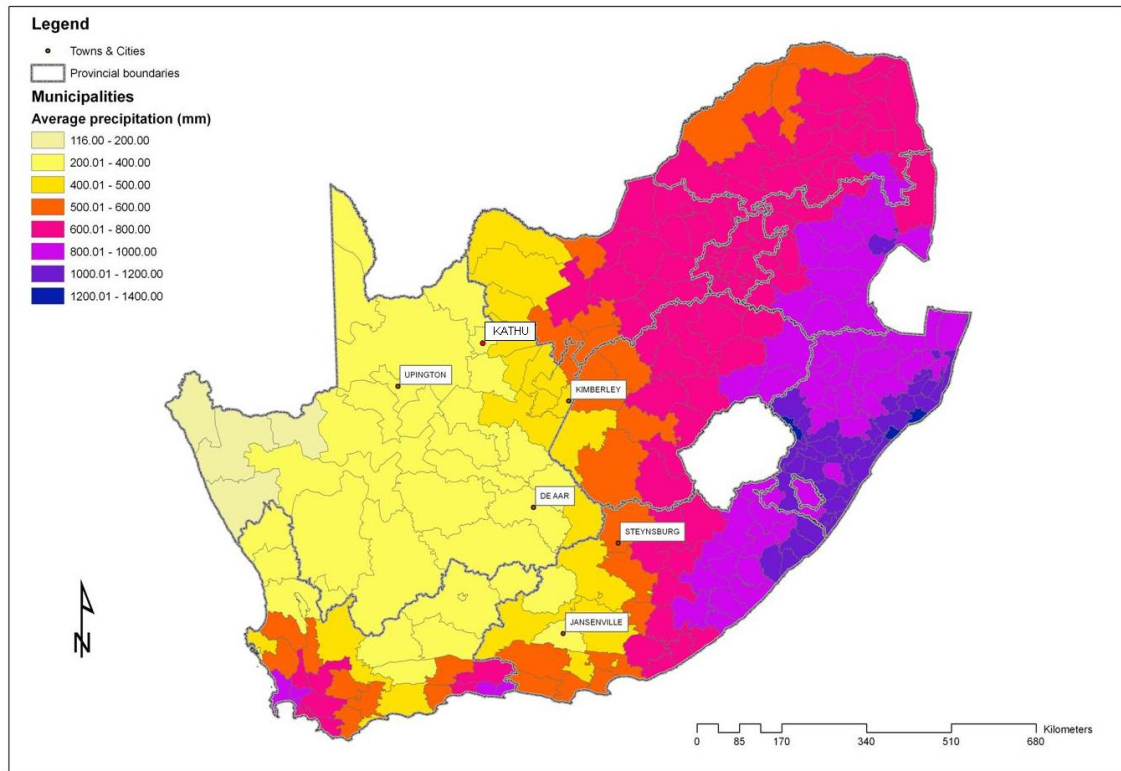 Legend
Towns & Cities
Provincial boundaries
Municipalities
Average precipitation (mm)
116.00 - 200.00
200.01 - 400.00
400.01 - 500.00
500.01 - 600.00
600.01 - 800.00
800.01 - 1000.00
1000.01 - 1200.00
1200.01 - 1400.00
KATHU
UPINGTON
KIMBERLEY
DE AAR
STEYNSBURG
JANSENVILLE
N
Kilometers
0 85 170 340 510 680